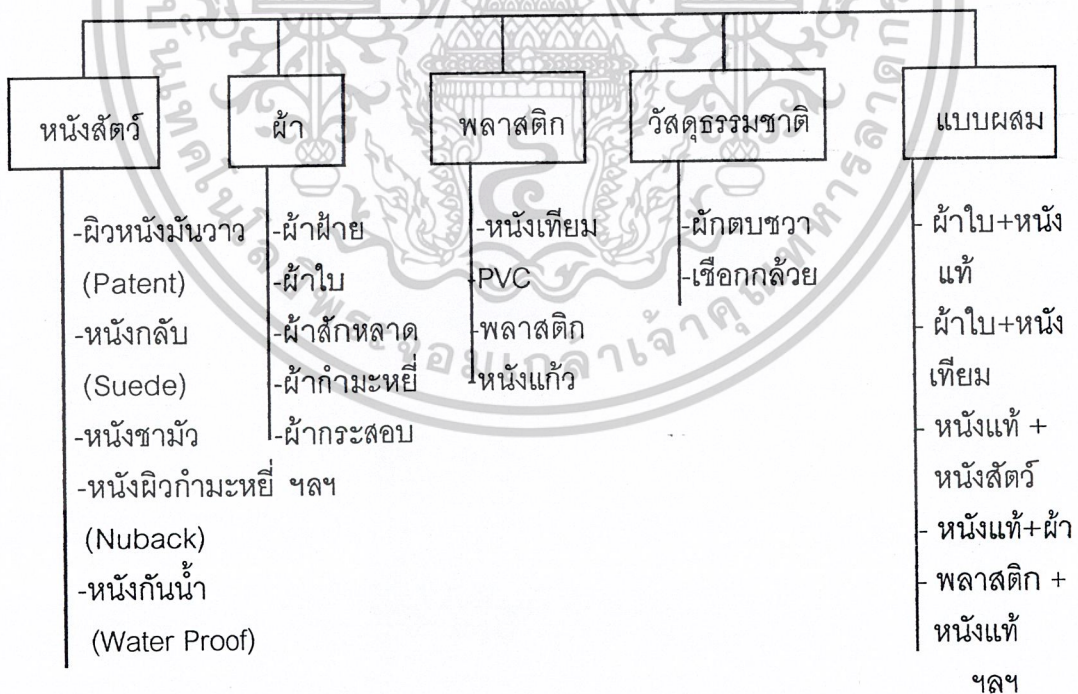 หนังสัตว์
-ผิวหนังมันวาว
(Patent)
-หนังกลับ
(Suede)
-หนังชามัว
-หนังผิวกำมะหยี่ ฯลฯ
(Nuback)
-หนังกันน้ำ
(Water Proof)
ผ้า
-ผ้าฝ้าย
-ผ้าใบ
-ผ้าสักหลาด
-ผ้ากำมะหยี่
-ผ้ากระสอบ
พลาสติก
-หนังเทียม
-PVC
-พลาสติก
-หนังแก้ว
วัสดุธรรมชาติ
-ผักตบชวา
-เชือกกล้วย
แบบผสม
- ผ้าใบ+หนัง
แท้
- ผ้าใบ+หนัง
เทียม
- หนังแท้ +
หนังสัตว์
- หนังแท้+ผ้า
- พลาสติก +
หนังแท้
ฯลฯ